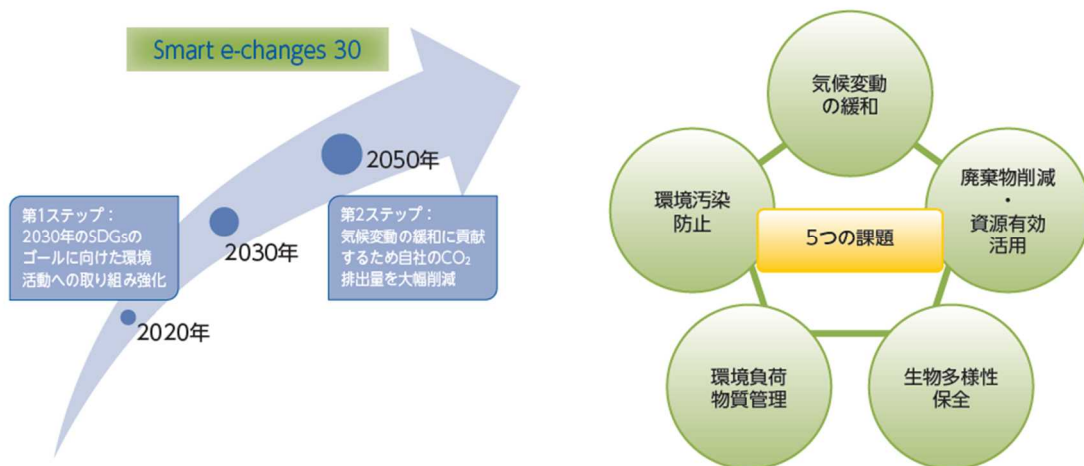 Smart e-changes 30
2050年
2030年
2020年
第1ステップ：
2030年のSDGsの
ゴールに向けた環境
活動への取り組み強化
第2ステップ：
気候変動の緩和に貢献
するため自社のCO₂
排出量を大幅削減
気候変動
の緩和
環境汚染
防止
5つの課題
廃棄物削減
・
資源有効
活用
環境負荷
物質管理
生物多様性
保全